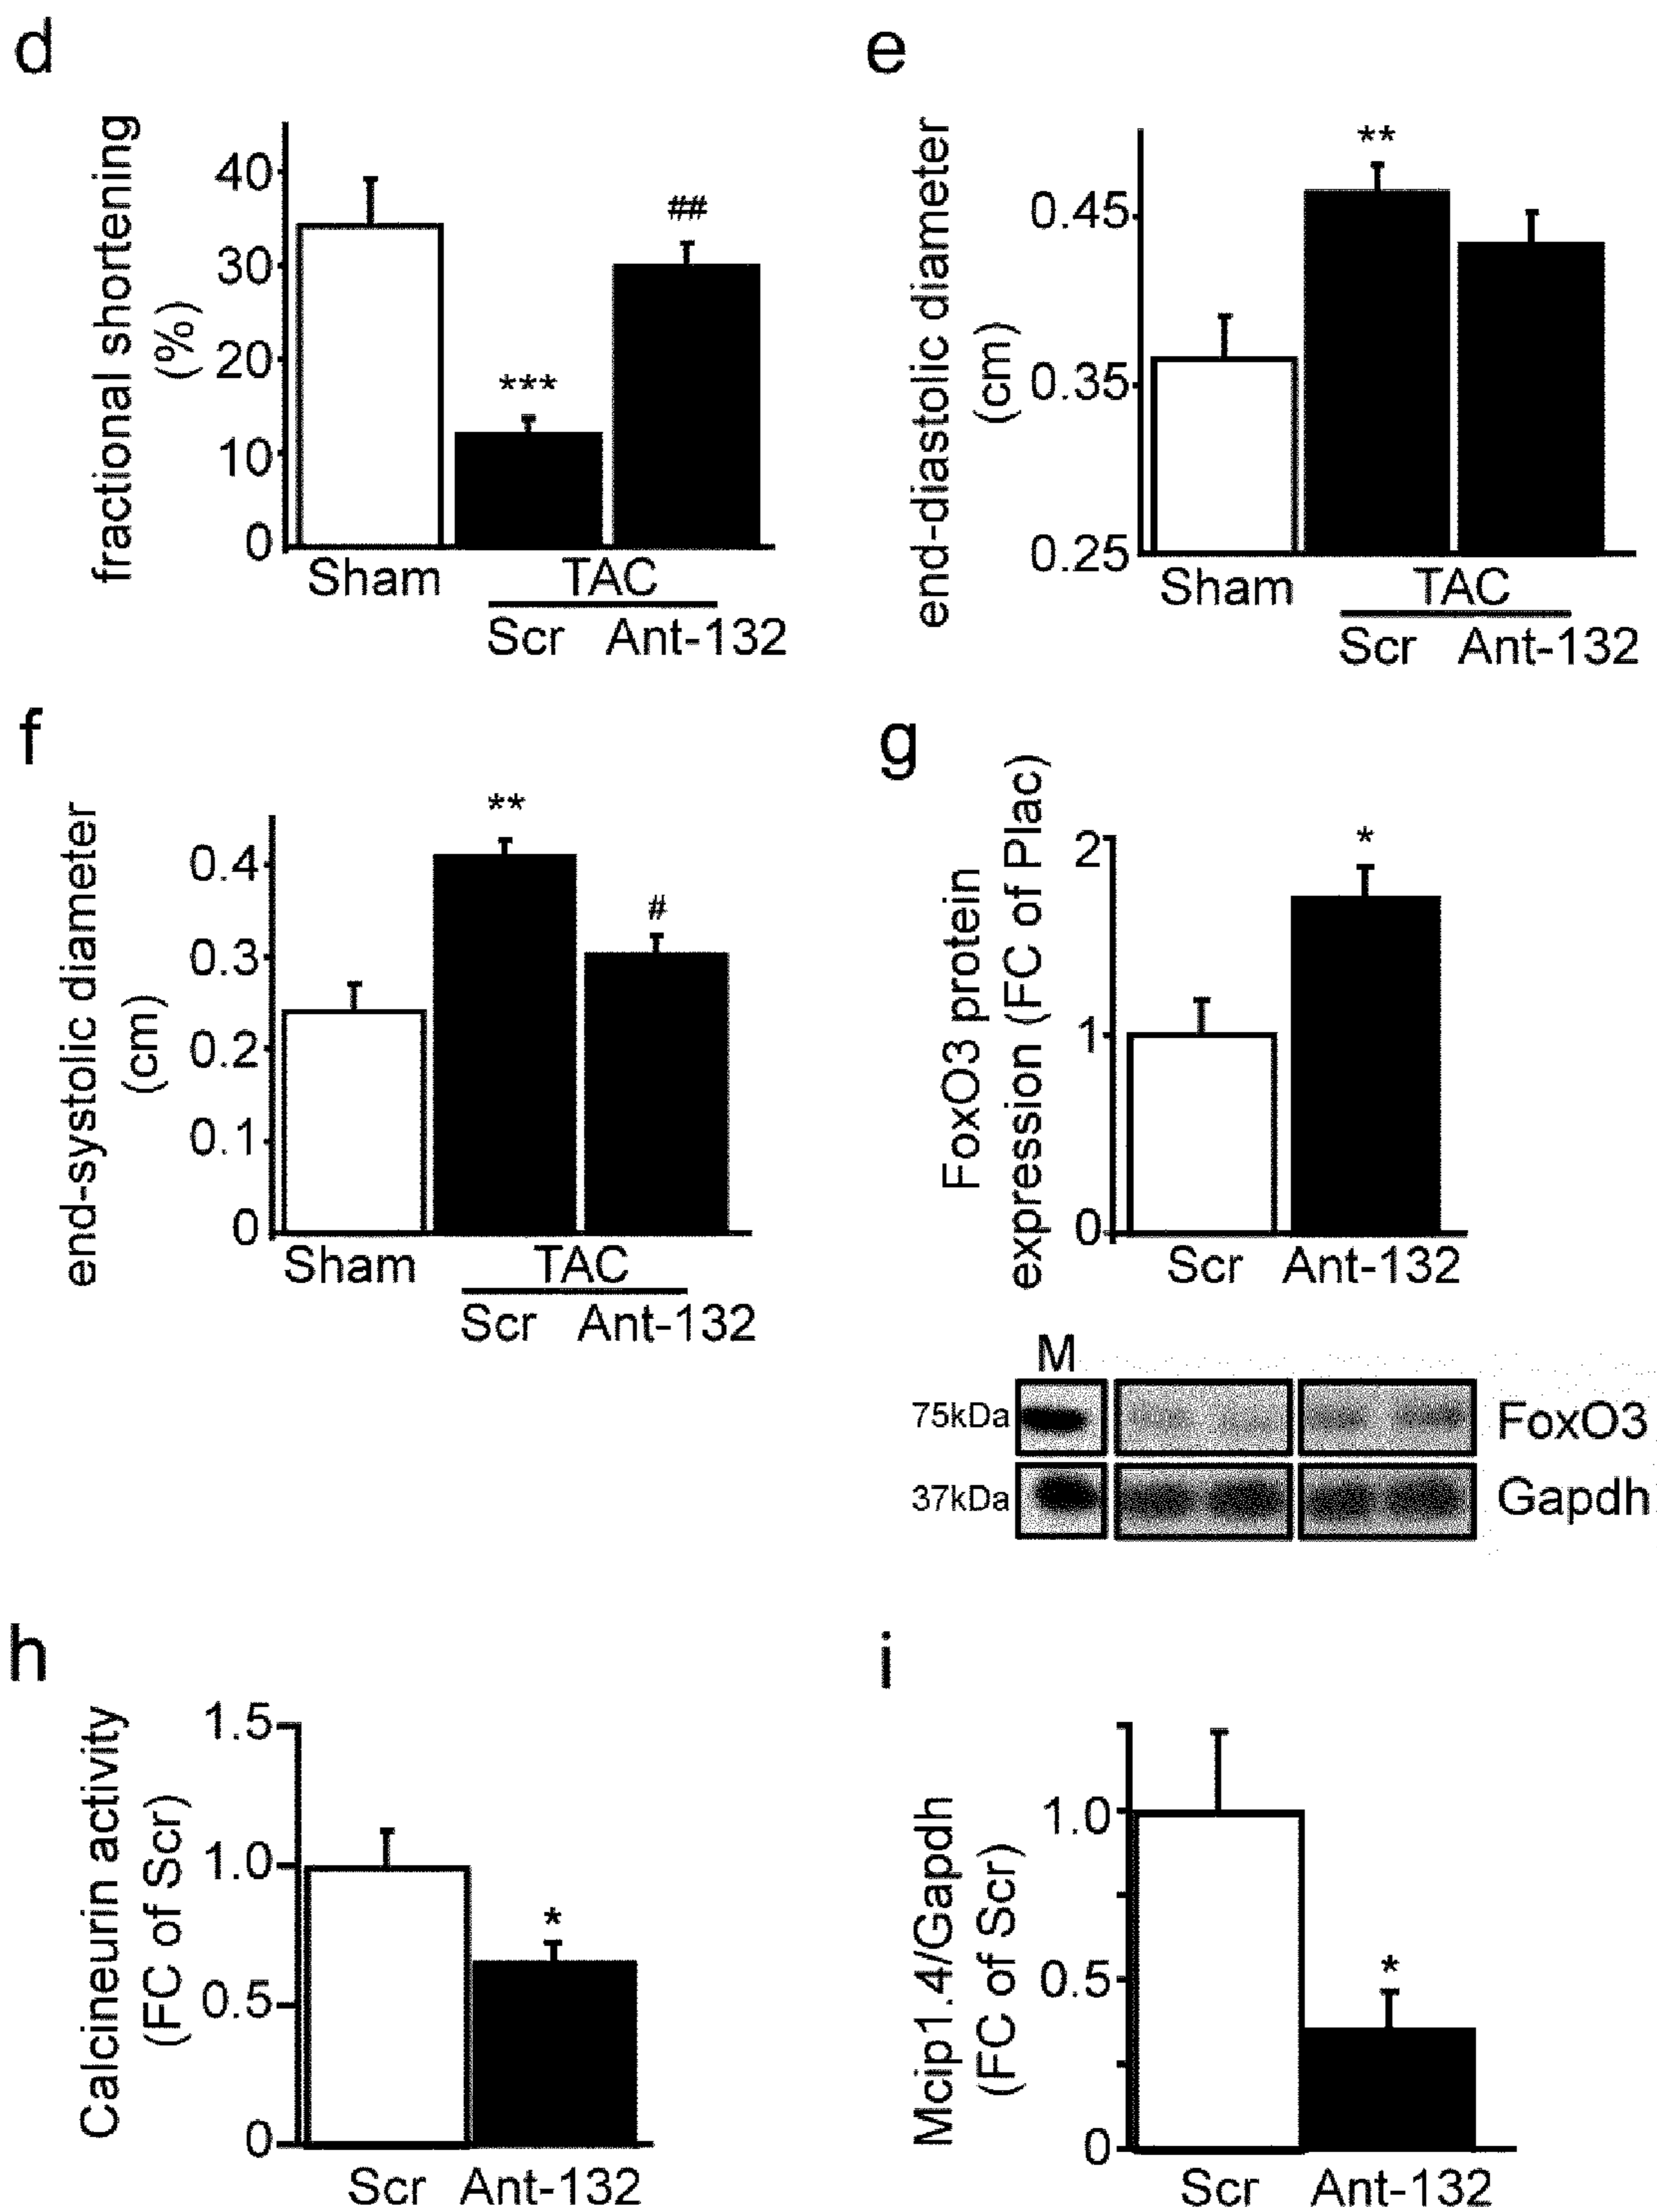 d
fractional shortening
(%)
40
30
20
10
0
***
##
Sham
TAC
Scr
Ant-132
e
end-diastolic diameter
(cm)
0.45
0.35
0.25
**
Sham
TAC
Scr
Ant-132
f
end-systolic diameter
(cm)
0.4
0.3
0.2
0.1
0
**
#
Sham
TAC
Scr
Ant-132
g
FoxO3 protein
expression (FC of Plac)
2
1
0
*
Scr
Ant-132
M
75kDa
FoxO3
37kDa
Gapdh
h
Calcineurin activity
(FC of Scr)
1.5
1.0
0.5
0
*
Scr
Ant-132
i
Mcip1.4/Gapdh
(FC of Scr)
1.0
0.5
0
*
Scr
Ant-132